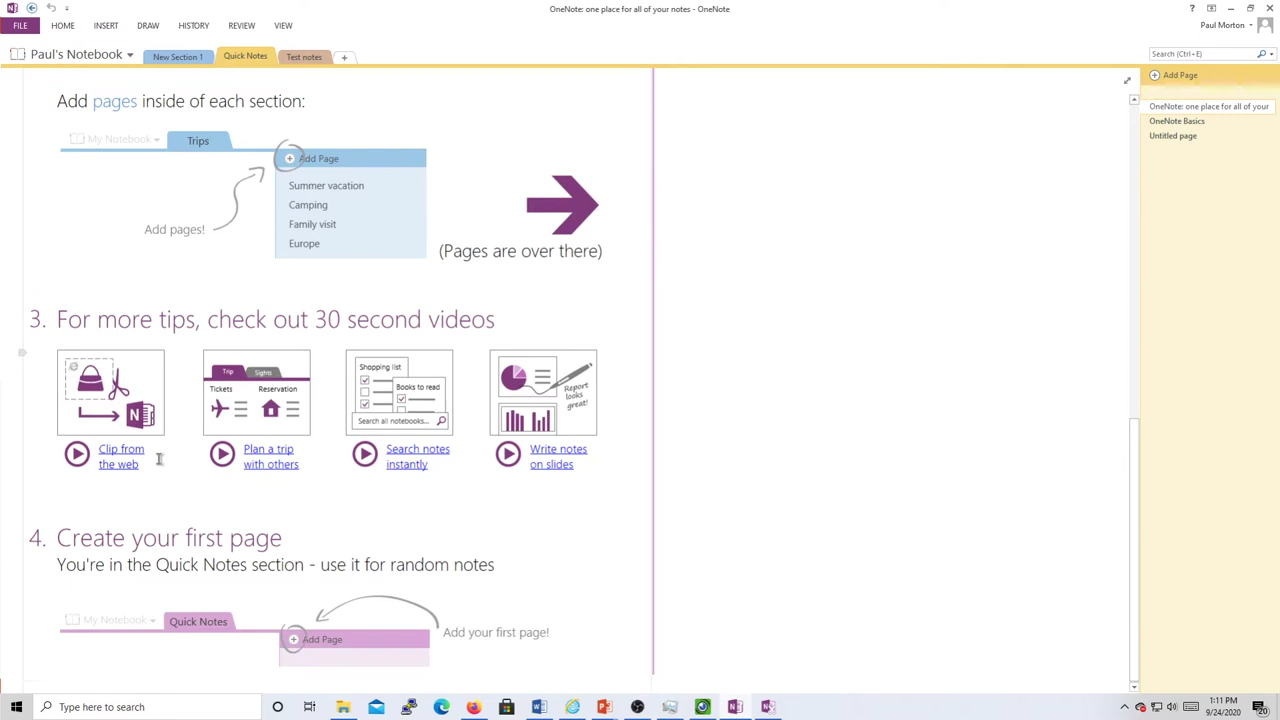 OneNote: one place for all of your notes - OneNote
FILE HOME INSERT DRAW HISTORY REVIEW VIEW
Paul Morton
Paul's Notebook New Section 1 Quick Notes Test notes
Search (Ctrl+E)
Add Page
OneNote: one place for all of your
OneNote Basics
Untitled page
Add pages inside of each section:
My Notebook Trips
Add Page
Summer vacation
Camping
Family visit
Europe
Add pages!
(Pages are over there)
3. For more tips, check out 30 second videos
Trip Sights
Tickets Reservation
Shopping list
Books to read
Search all notebooks...
Report
looks
great!
Clip from
the web
Plan a trip
with others
Search notes
instantly
Write notes
on slides
4. Create your first page
You're in the Quick Notes section - use it for random notes
My Notebook Quick Notes
Add Page
Add your first page!
Type here to search
1:11 PM
9/24/2020
20